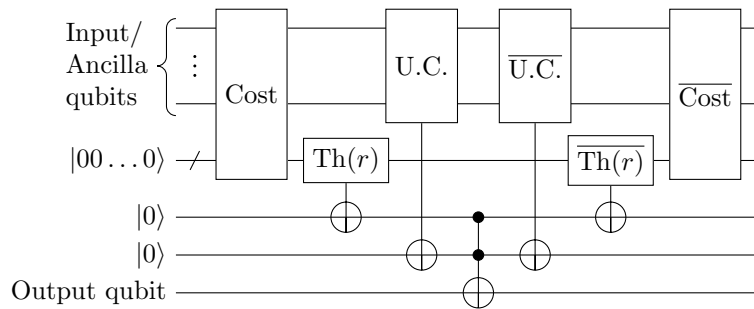 Input/
Ancilla
qubits
⋮
Cost
U.C.
U.C.
Cost
|00...0⟩
Th(r)
Th(r)
|0⟩
|0⟩
Output qubit